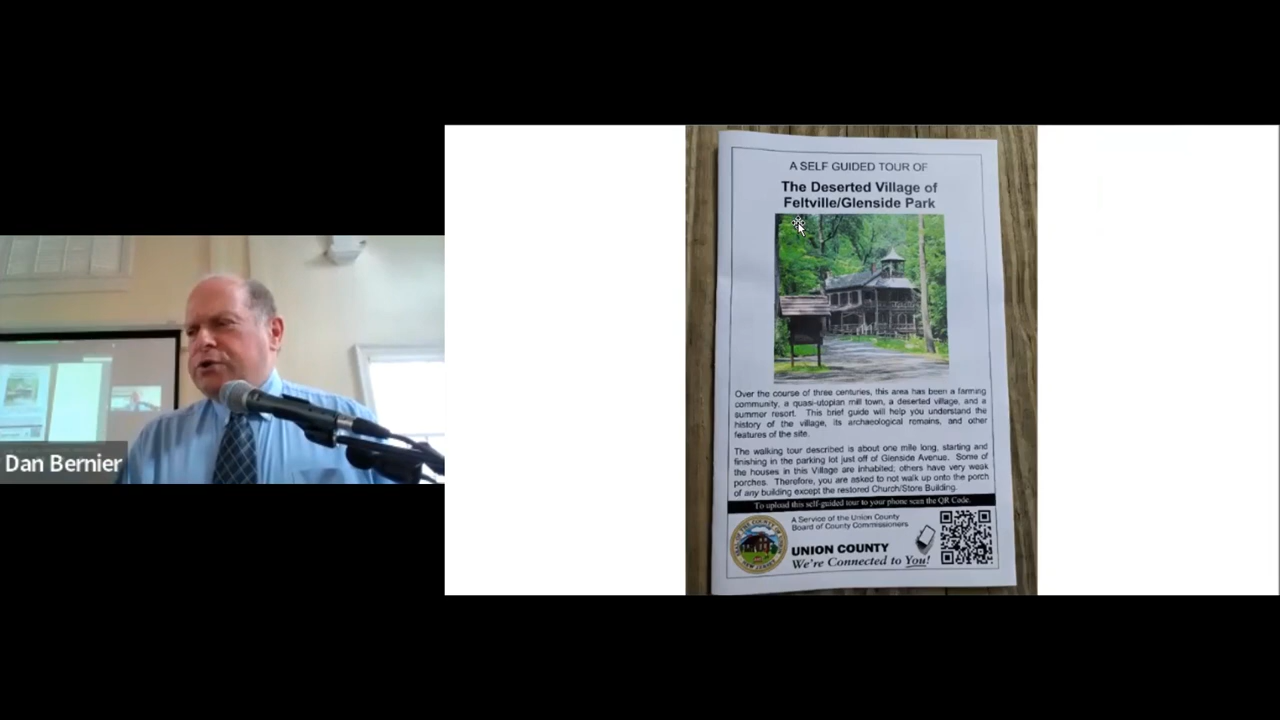 A SELF GUIDED TOUR OF
The Deserted Village of
Feltville/Glenside Park
Over the course of three centuries, this area has been a farming
community, a quasi-utopian mill town, a deserted village, and a
summer resort. This brief guide will help you understand the
history of the village, its archaeological remains, and other
features of the site.
The walking tour described is about one mile long, starting and
finishing in the parking lot just off of Glenside Avenue. Some of
the houses in this Village are inhabited; others have very weak
porches. Therefore, you are asked to not walk up onto the porch
of any building except the restored Church/Store Building.
To upload this self-guided tour to your phone scan the QR Code.
A Service of the Union County
Board of County Commissioners
UNION COUNTY
We're Connected to You!
Dan Bernier